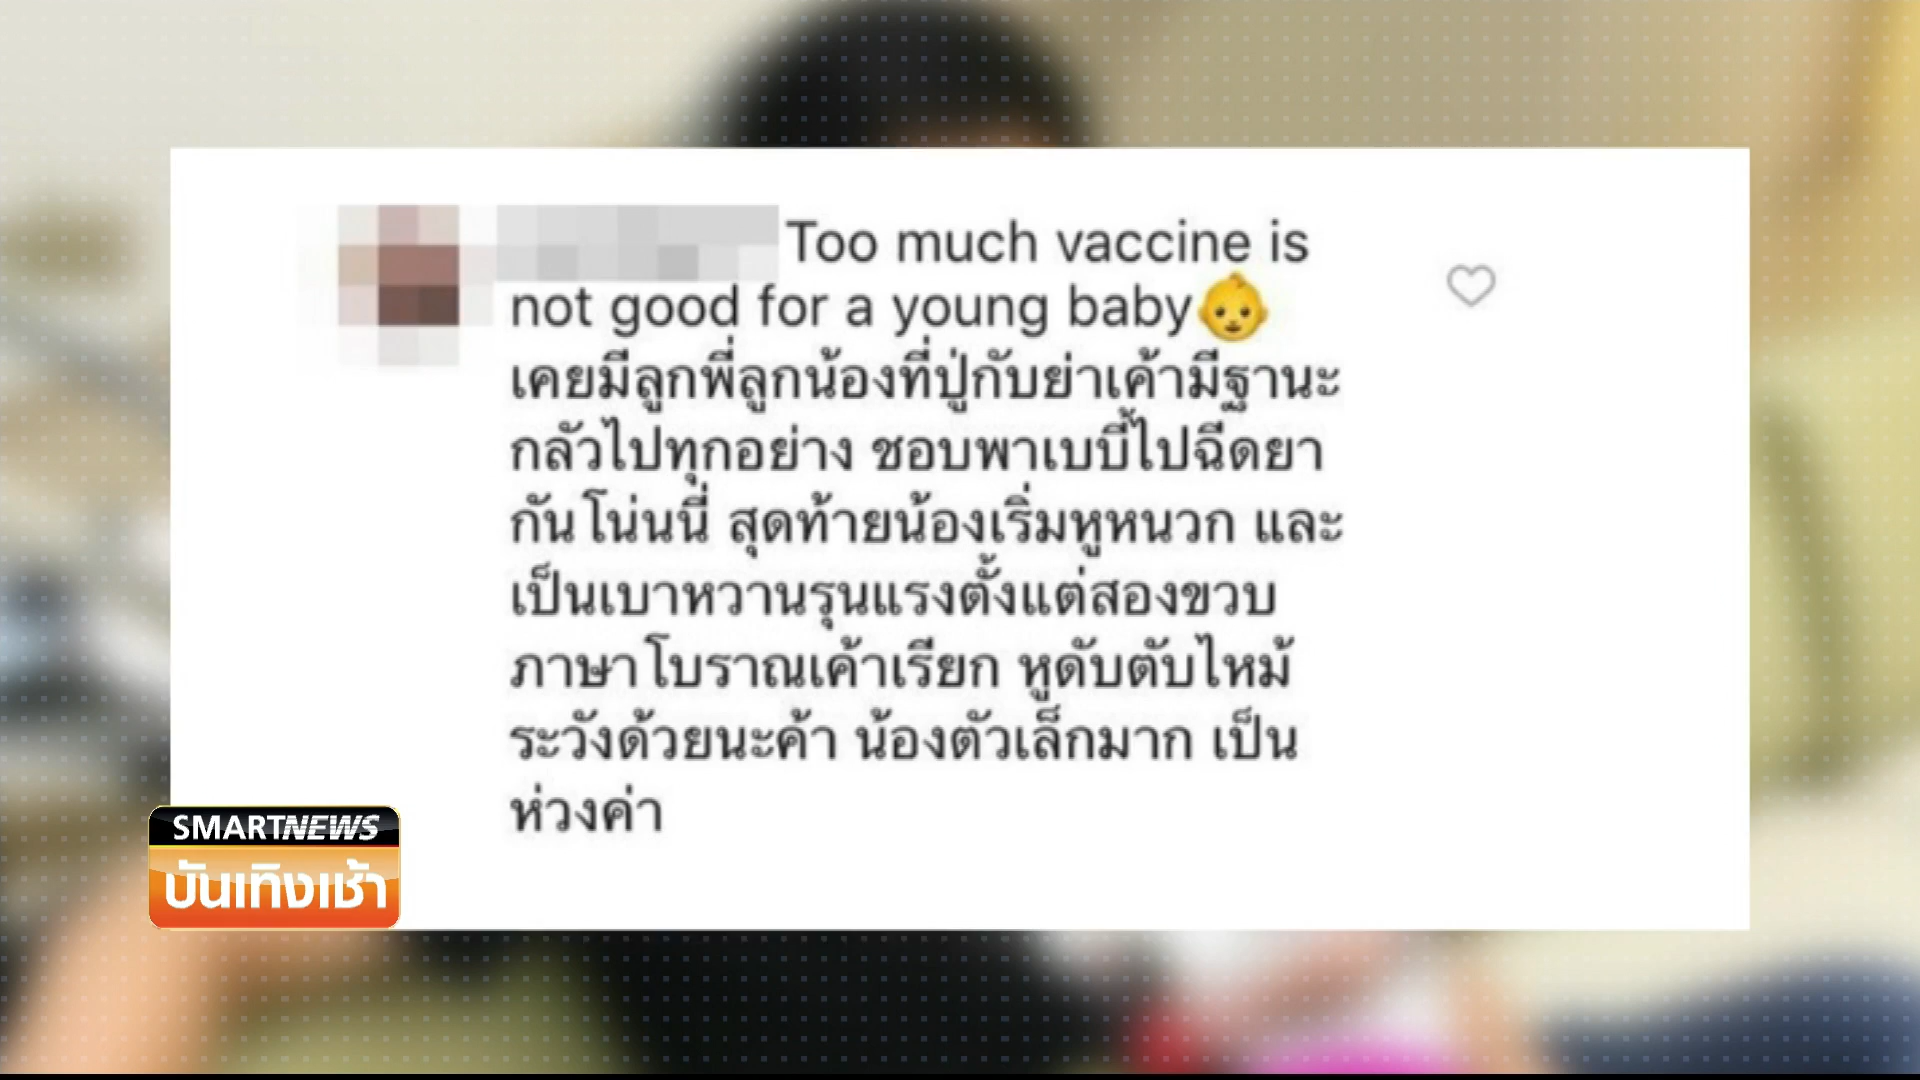 Too much vaccine is
not good for a young baby👶
เคยมีลูกพี่ลูกน้องที่ปู่กับย่าเค้ามีฐานะ
กลัวไปทุกอย่าง ชอบพาเบบี้ไปฉีดยา
กันโน่นนี่ สุดท้ายน้องเริ่มหูหนวก และ
เป็นเบาหวานรุนแรงตั้งแต่สองขวบ
ภาษาโบราณเค้าเรียก หูดับตับไหม้
ระวังด้วยนะค้า น้องตัวเล็กมาก เป็น
ห่วงค่า
SMARTNEWS
บันเทิงเช้า